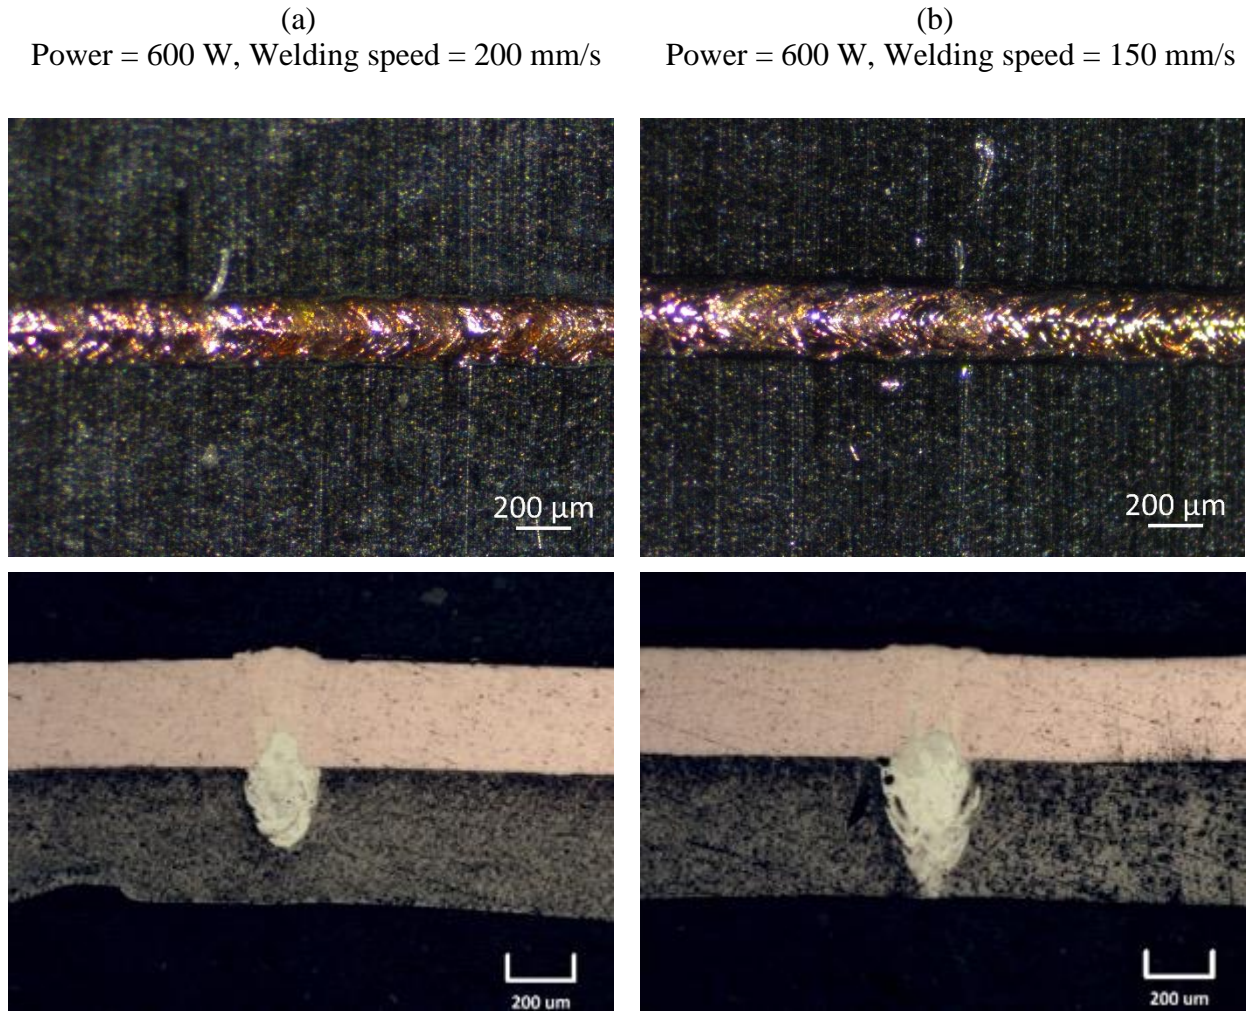 (a)
Power = 600 W, Welding speed = 200 mm/s
(b)
Power = 600 W, Welding speed = 150 mm/s
200 µm
200 µm
200 um
200 um